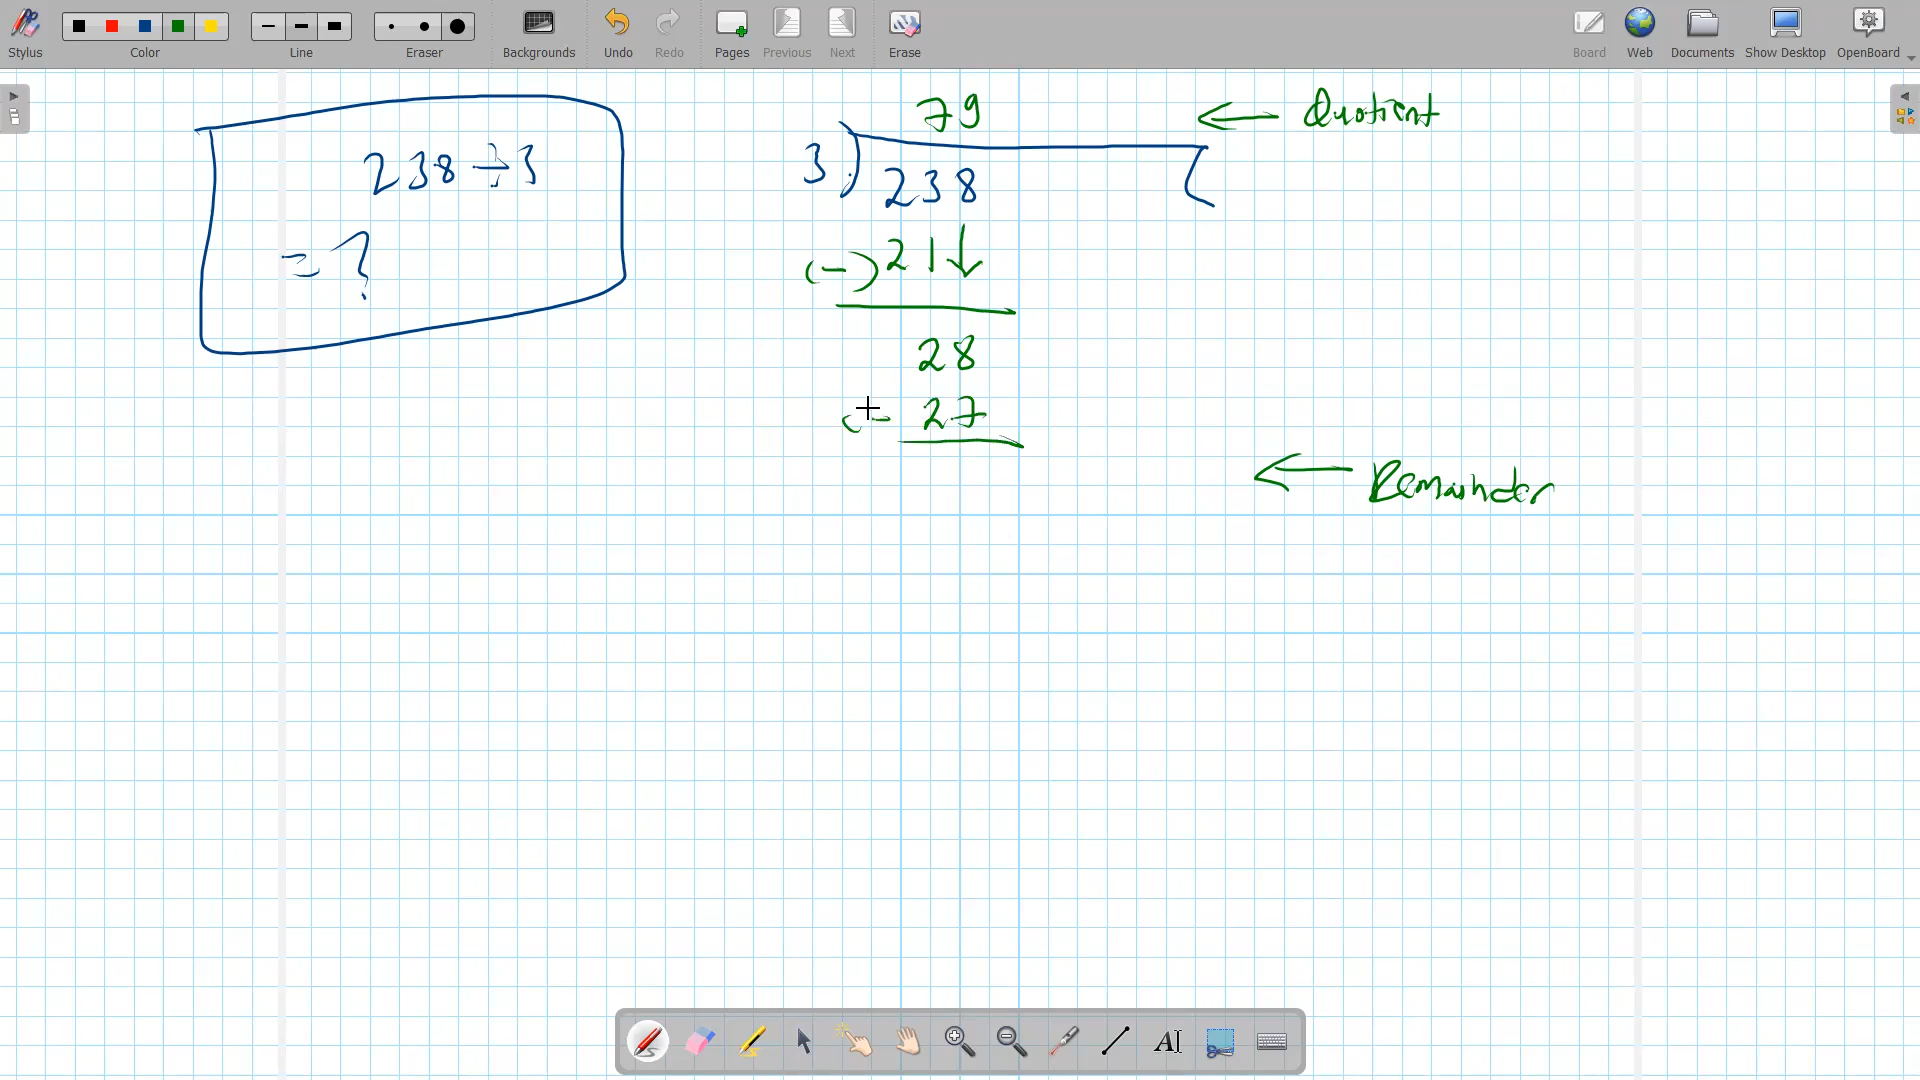 Stylus Color Line Eraser Backgrounds Undo Redo Pages Previous Next Erase Board Web Documents Show Desktop OpenBoard
238 ÷ 3
= ?
79 ← Quotient
3 ) 238 (
(-) 21↓
28
(- 27
← Remainder